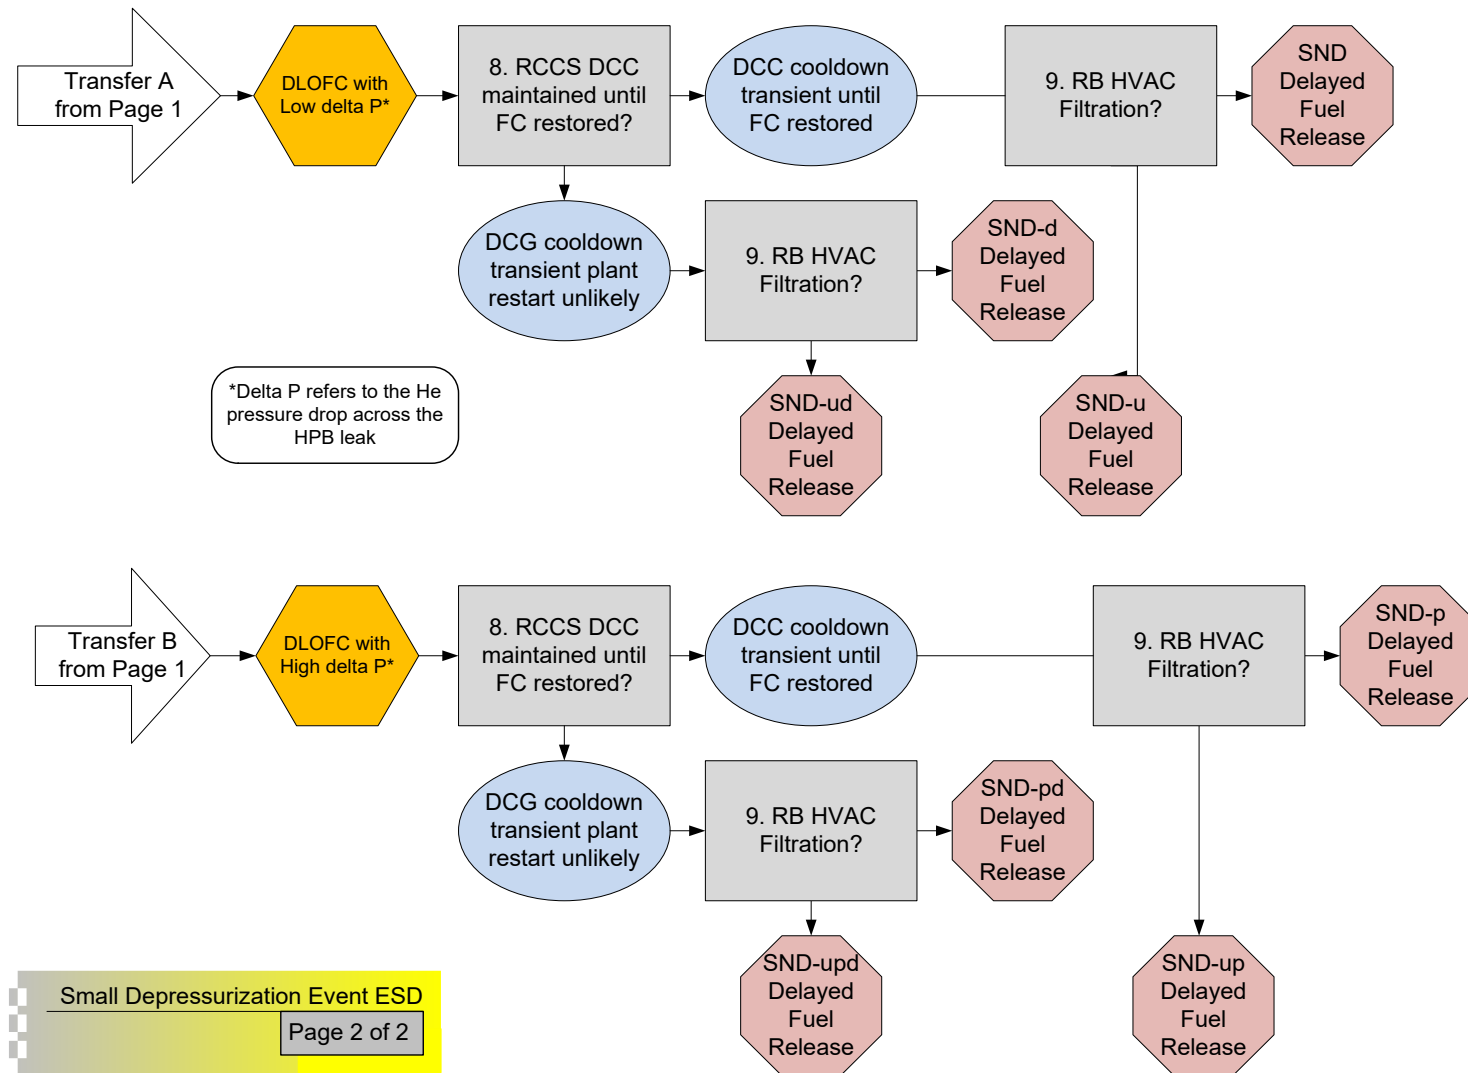 Transfer A
from Page 1
DLOFC with
Low delta P*
8. RCCS DCC
maintained until
FC restored?
DCC cooldown
transient until
FC restored
9. RB HVAC
Filtration?
SND
Delayed
Fuel
Release
DCG cooldown
transient plant
restart unlikely
9. RB HVAC
Filtration?
SND-d
Delayed
Fuel
Release
*Delta P refers to the He
pressure drop across the
HPB leak
SND-ud
Delayed
Fuel
Release
SND-u
Delayed
Fuel
Release
Transfer B
from Page 1
DLOFC with
High delta P*
8. RCCS DCC
maintained until
FC restored?
DCC cooldown
transient until
FC restored
9. RB HVAC
Filtration?
SND-p
Delayed
Fuel
Release
DCG cooldown
transient plant
restart unlikely
9. RB HVAC
Filtration?
SND-pd
Delayed
Fuel
Release
SND-upd
Delayed
Fuel
Release
SND-up
Delayed
Fuel
Release
Small Depressurization Event ESD
Page 2 of 2